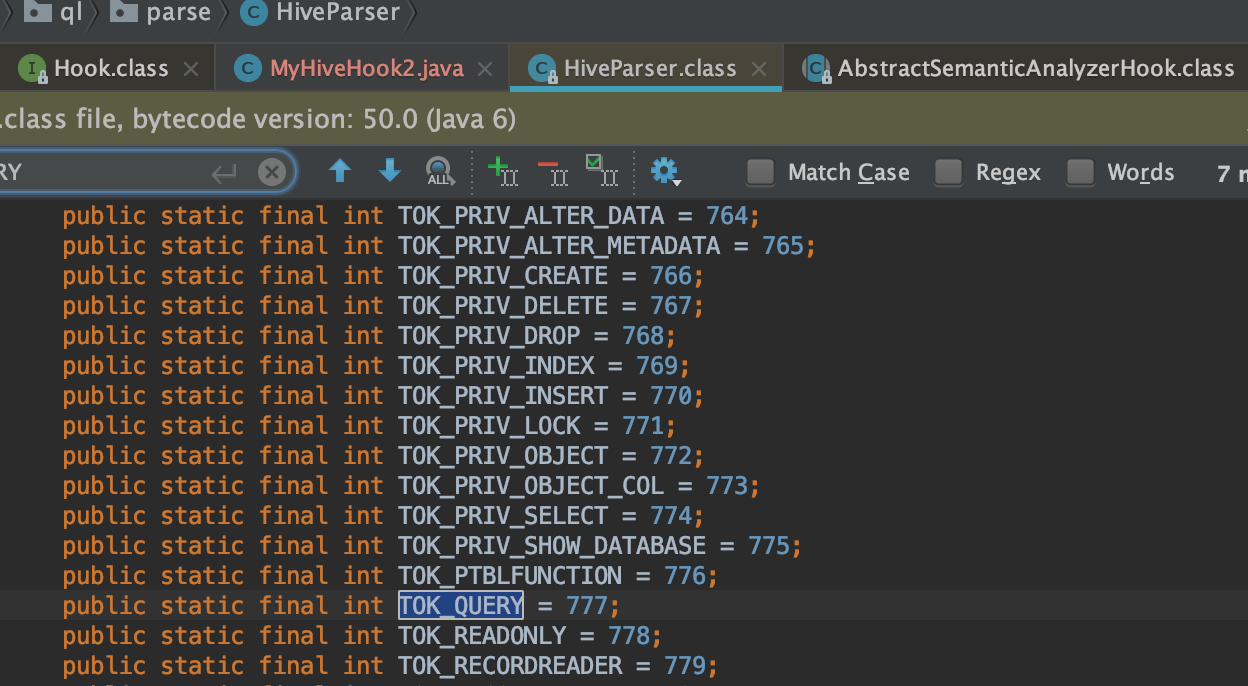 ql parse HiveParser
Hook.class MyHiveHook2.java HiveParser.class AbstractSemanticAnalyzerHook.class
.class file, bytecode version: 50.0 (Java 6)
RY ALL Match Case Regex Words 7
public static final int TOK_PRIV_ALTER_DATA = 764;
public static final int TOK_PRIV_ALTER_METADATA = 765;
public static final int TOK_PRIV_CREATE = 766;
public static final int TOK_PRIV_DELETE = 767;
public static final int TOK_PRIV_DROP = 768;
public static final int TOK_PRIV_INDEX = 769;
public static final int TOK_PRIV_INSERT = 770;
public static final int TOK_PRIV_LOCK = 771;
public static final int TOK_PRIV_OBJECT = 772;
public static final int TOK_PRIV_OBJECT_COL = 773;
public static final int TOK_PRIV_SELECT = 774;
public static final int TOK_PRIV_SHOW_DATABASE = 775;
public static final int TOK_PTBLFUNCTION = 776;
public static final int TOK_QUERY = 777;
public static final int TOK_READONLY = 778;
public static final int TOK_RECORDREADER = 779;